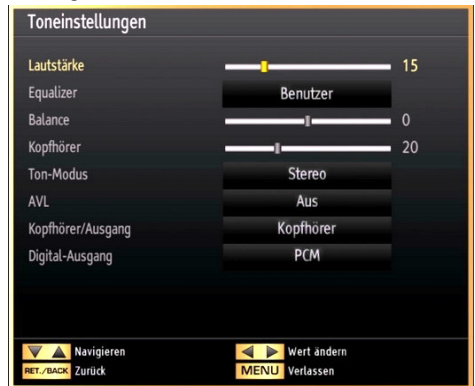 Toneinstellungen
Lautstärke 15
Equalizer Benutzer
Balance 0
Kopfhörer 20
Ton-Modus Stereo
AVL Aus
Kopfhörer/Ausgang Kopfhörer
Digital-Ausgang PCM
Navigieren Wert ändern
RET./BACK Zurück MENU Verlassen